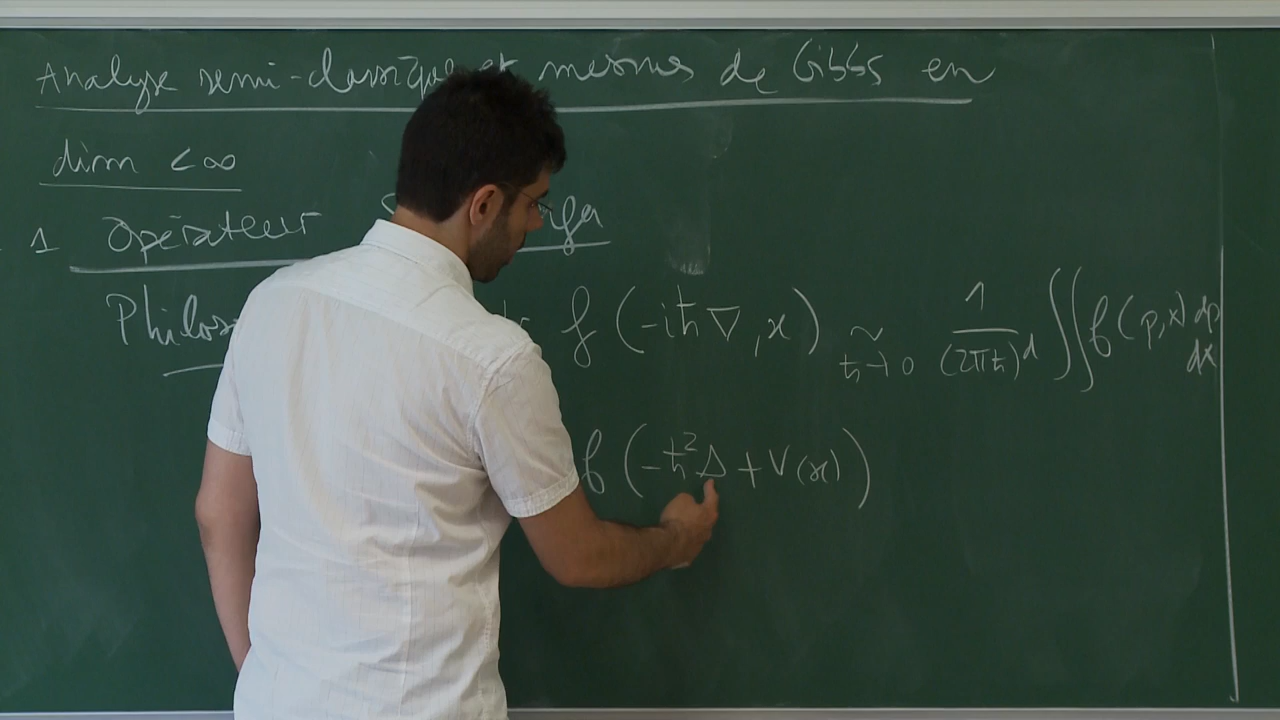 Analyse semi-classique et mesures de Gibbs en
dim < ∞
1 Opérateur
Philos f (-iħ∇, x) ~ ħ→0 1/(2πħ)^d ∬ f(p,x) dp dx
f (-ħ²Δ + V(x))